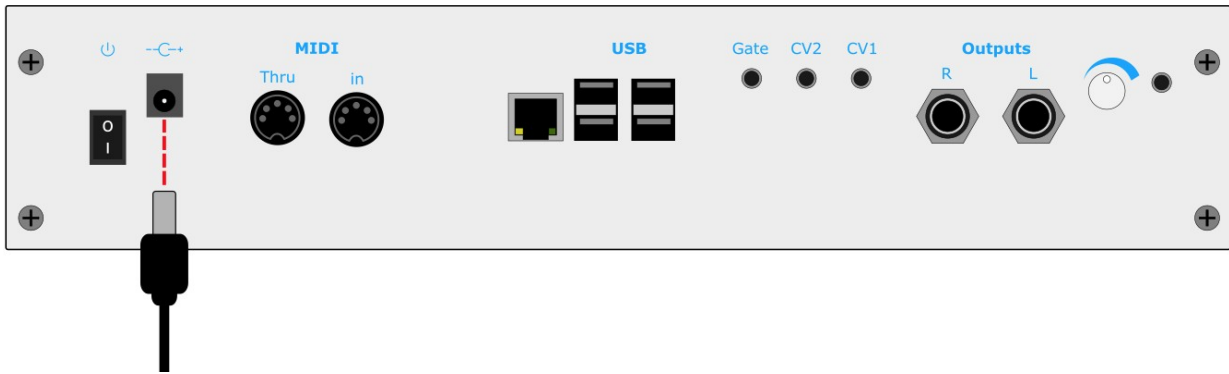 MIDI
Thru in
USB
Gate CV2 CV1
Outputs
R L
O
I